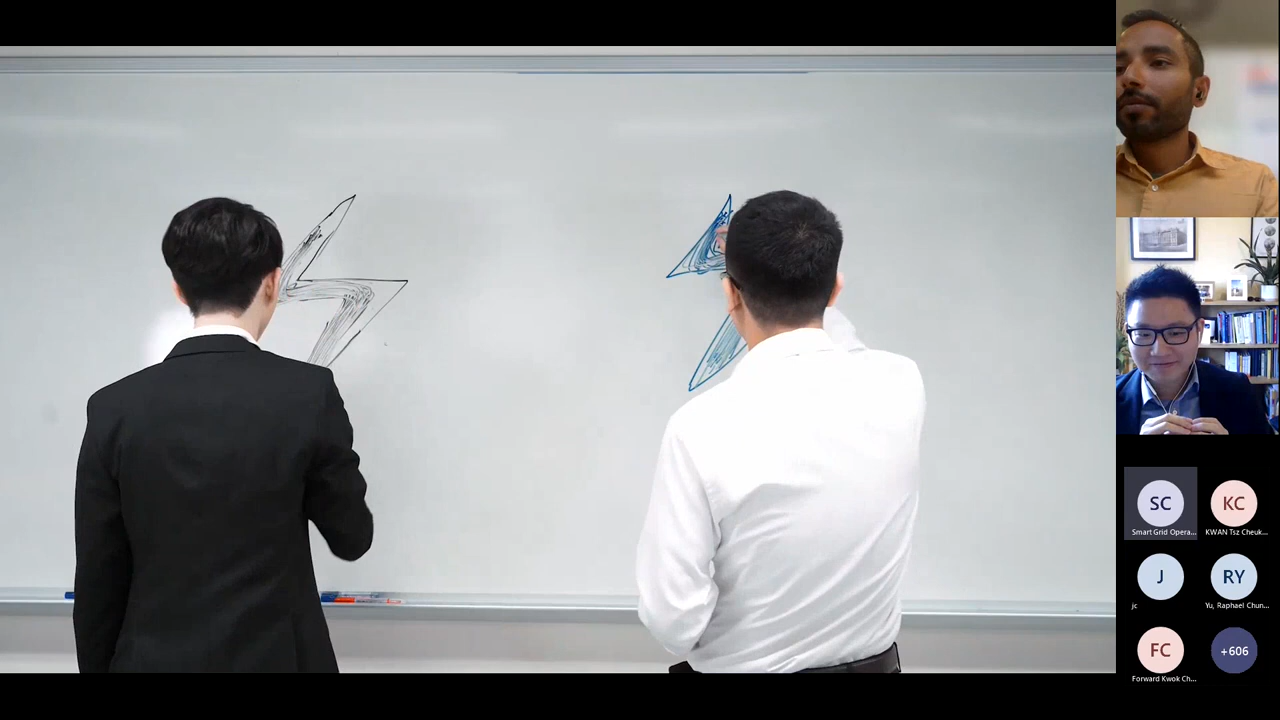 SC
KC
Smart Grid Opera...
KWAN Tsz Cheuk...
J
RY
jc
Yu, Raphael Chun...
FC
+606
Forward Kwok Ch...